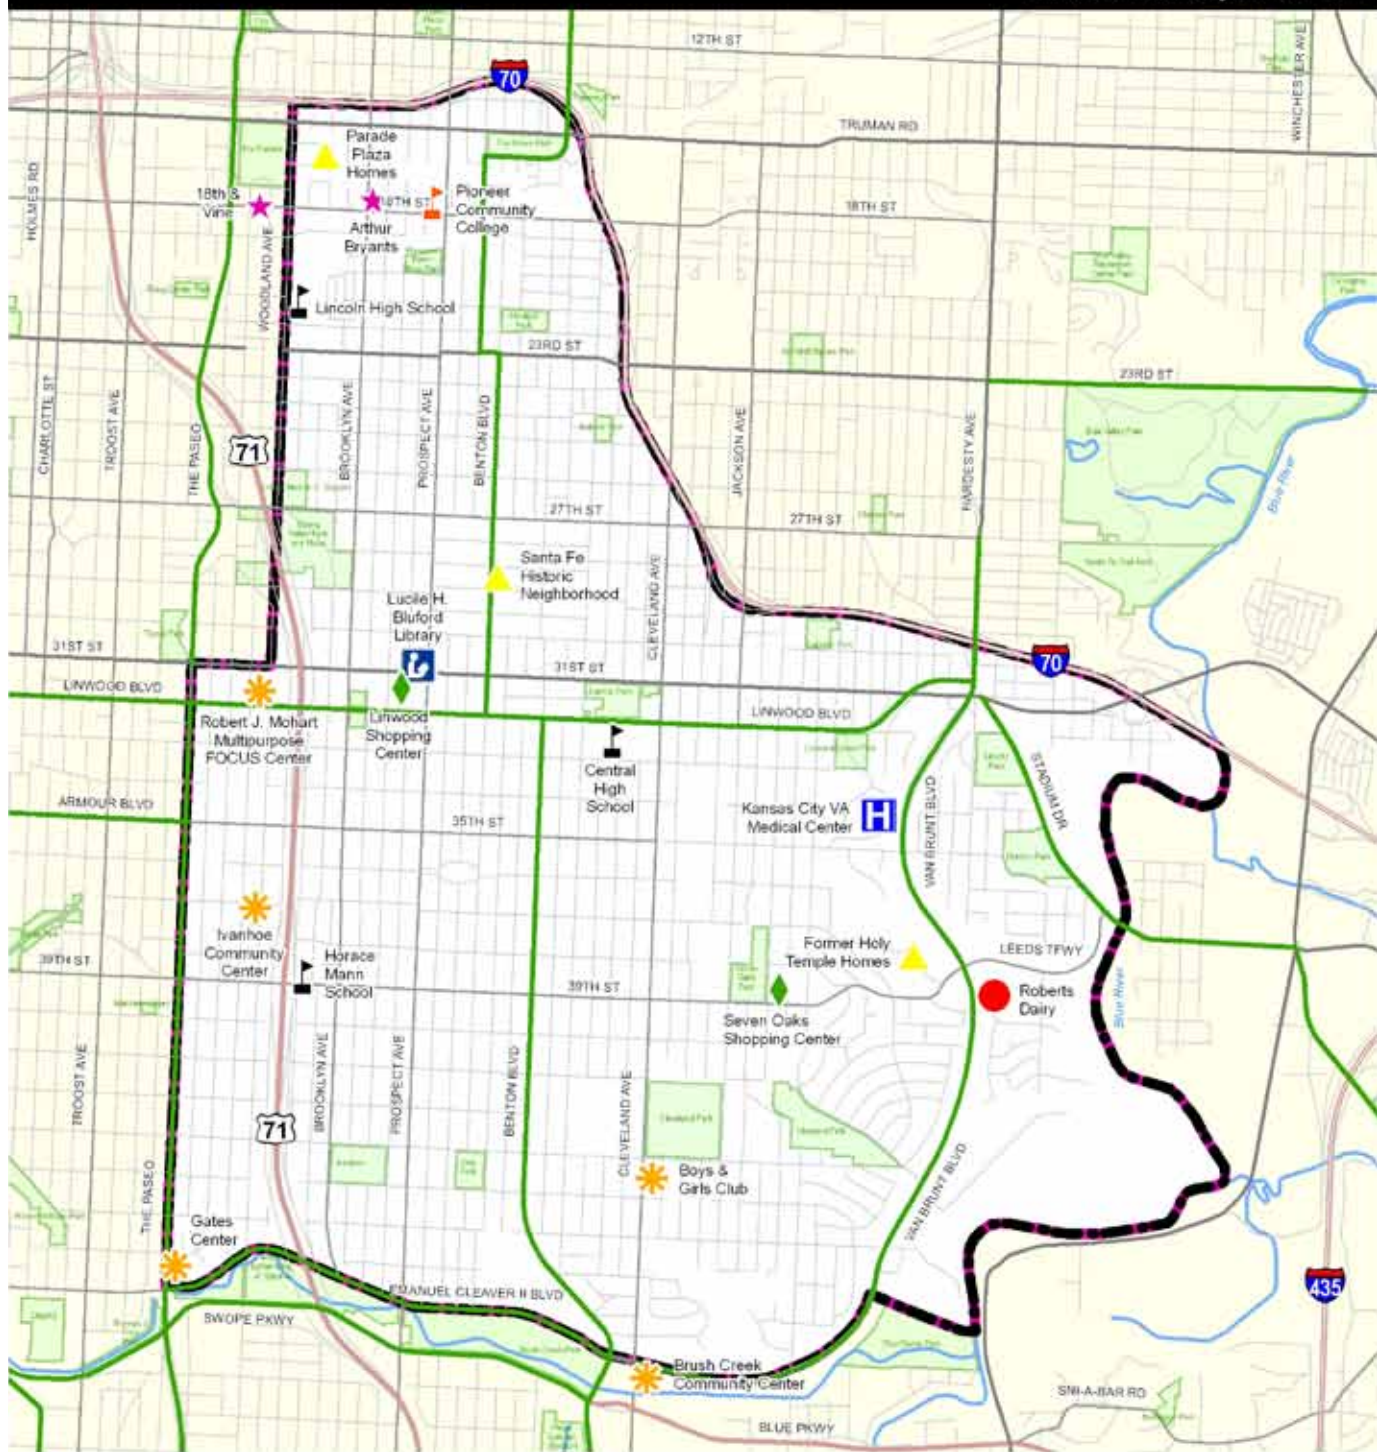 12TH ST
WINCHESTER AVE
70
TRUMAN RD
Parade
Plaza
Homes
HOLMES RD
18th &
Vine
18TH ST
Arthur
Bryants
Pioneer
Community
College
18TH ST
WOODLAND AVE
Lincoln High School
23RD ST
23RD ST
CHARLOTTE ST
TROOST AVE
THE PASEO
71
BROOKLYN AVE
PROSPECT AVE
BENTON BLVD
JACKSON AVE
HARDESTY AVE
Blue River
27TH ST
27TH ST
Santa Fe
Historic
Neighborhood
CLEVELAND AVE
Lucile H.
Bluford
Library
31ST ST
31ST ST
70
LINWOOD BLVD
LINWOOD BLVD
Robert J. Mohart
Multipurpose
FOCUS Center
Linwood
Shopping
Center
Central
High
School
ARMOUR BLVD
35TH ST
Kansas City VA
Medical Center
H
VAN BRUNT BLVD
STADIUM DR
Ivanhoe
Community
Center
39TH ST
Horace
Mann
School
39TH ST
Former Holy
Temple Homes
LEEDS TFWY
Seven Oaks
Shopping Center
Roberts
Dairy
Blue River
TROOST AVE
71
BROOKLYN AVE
PROSPECT AVE
BENTON BLVD
CLEVELAND AVE
Cleveland Park
Boys &
Girls Club
VAN BRUNT BLVD
THE PASEO
Gates
Center
EMANUEL CLEAVER II BLVD
SWOPE PKWY
435
Brush Creek
Community Center
SNI-A-BAR RD
BLUE PKWY